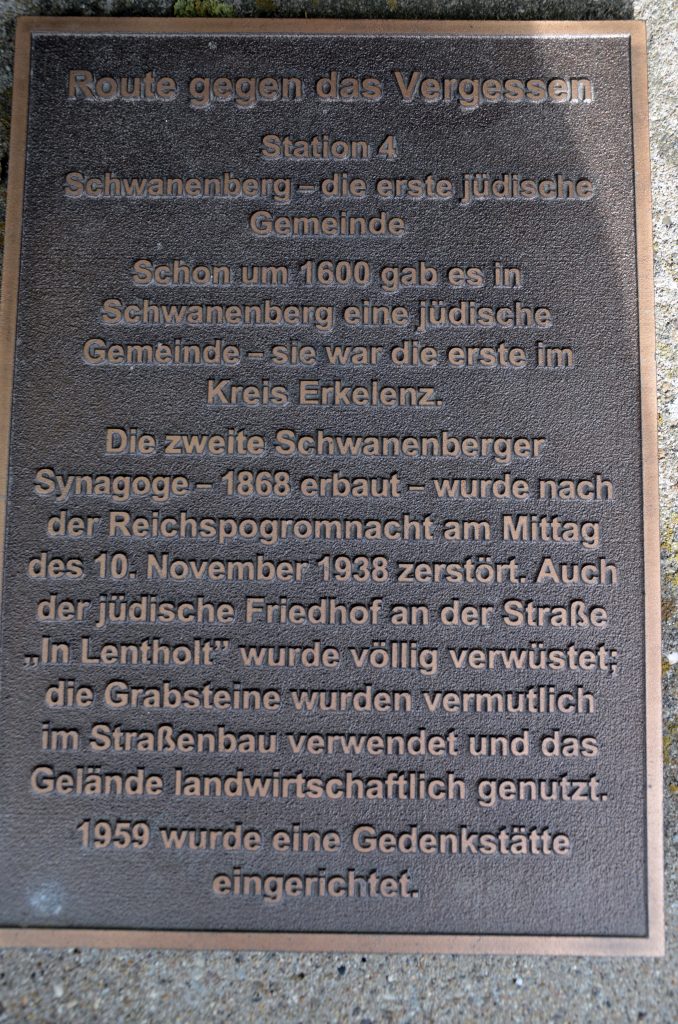 Route gegen das Vergessen
Station 4
Schwanenberg – die erste jüdische
Gemeinde
Schon um 1600 gab es in
Schwanenberg eine jüdische
Gemeinde – sie war die erste im
Kreis Erkelenz.
Die zweite Schwanenberger
Synagoge – 1868 erbaut – wurde nach
der Reichspogromnacht am Mittag
des 10. November 1938 zerstört. Auch
der jüdische Friedhof an der Straße
„In Lentholt” wurde völlig verwüstet;
die Grabsteine wurden vermutlich
im Straßenbau verwendet und das
Gelände landwirtschaftlich genutzt.
1959 wurde eine Gedenkstätte
eingerichtet.